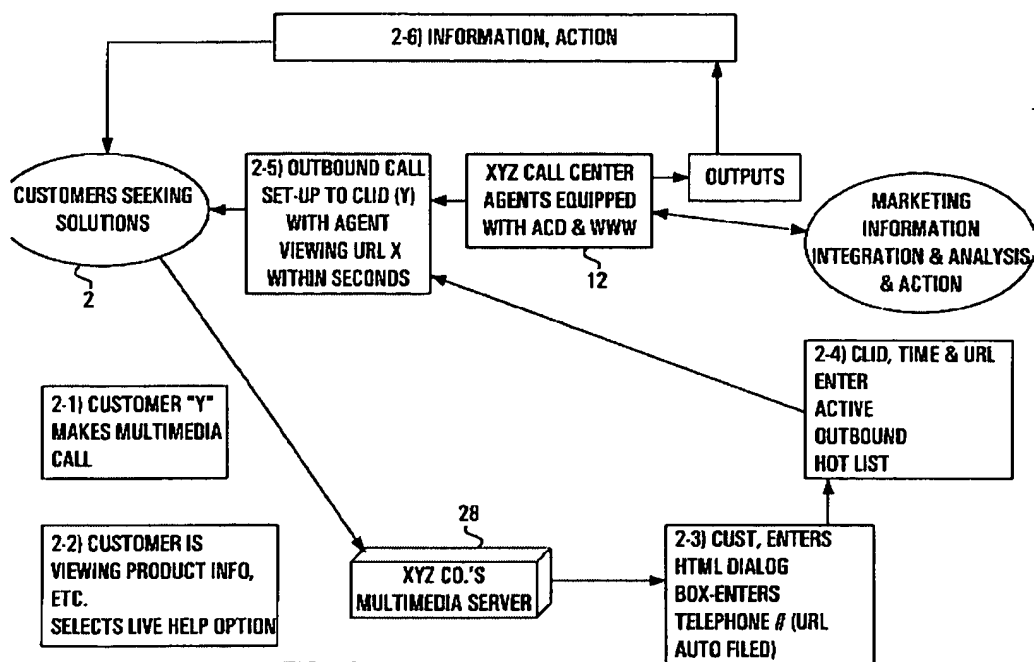 2-6) INFORMATION, ACTION
CUSTOMERS SEEKING
SOLUTIONS
2
2-5) OUTBOUND CALL
SET-UP TO CLID (Y)
WITH AGENT
VIEWING URL X
WITHIN SECONDS
XYZ CALL CENTER
AGENTS EQUIPPED
WITH ACD & WWW
12
OUTPUTS
MARKETING
INFORMATION
INTEGRATION & ANALYSIS
& ACTION
2-4) CLID, TIME & URL
ENTER
ACTIVE
OUTBOUND
HOT LIST
2-1) CUSTOMER "Y"
MAKES MULTIMEDIA
CALL
2-2) CUSTOMER IS
VIEWING PRODUCT INFO,
ETC.
SELECTS LIVE HELP OPTION
28
XYZ CO.'S
MULTIMEDIA SERVER
2-3) CUST, ENTERS
HTML DIALOG
BOX-ENTERS
TELEPHONE # (URL
AUTO FILED)